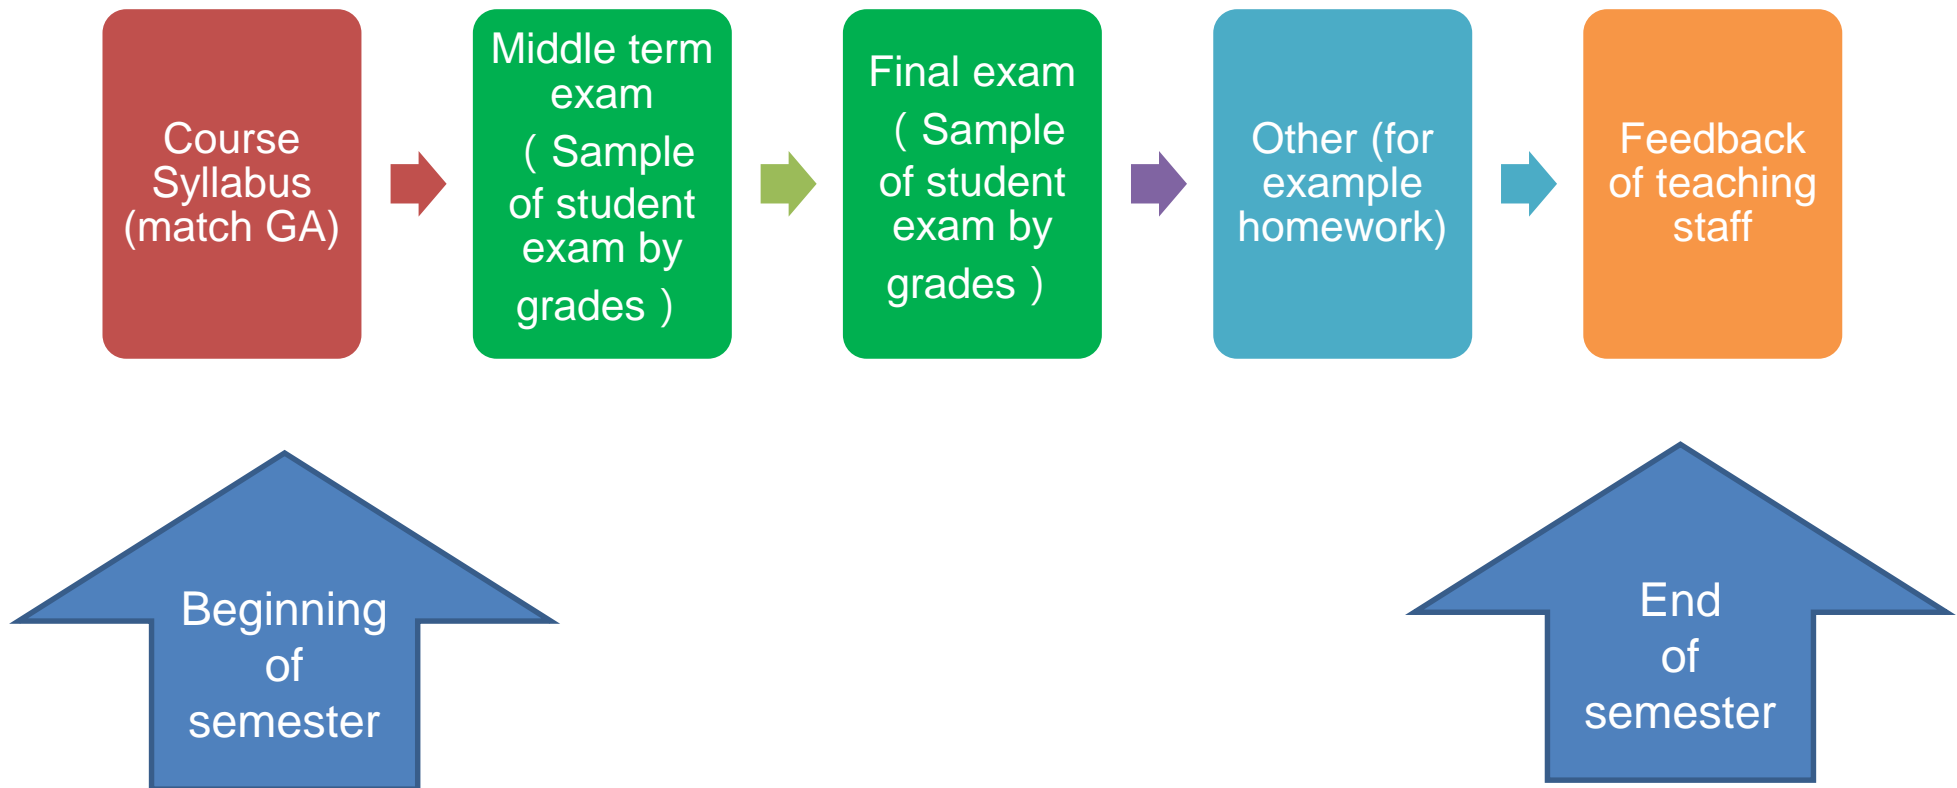 Course
Syllabus
(match GA)
Middle term
exam
（ Sample
of student
exam by
grades ）
Final exam
（ Sample
of student
exam by
grades ）
Other (for
example
homework)
Feedback
of teaching
staff
Beginning
of
semester
End
of
semester